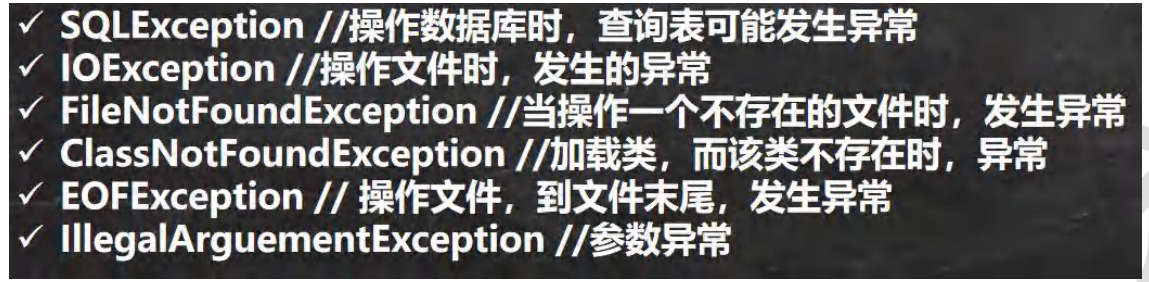 ✓ SQLException //操作数据库时，查询表可能发生异常
✓ IOException //操作文件时，发生的异常
✓ FileNotFoundException //当操作一个不存在的文件时，发生异常
✓ ClassNotFoundException //加载类，而该类不存在时，异常
✓ EOFException // 操作文件，到文件末尾，发生异常
✓ IllegalArguementException //参数异常